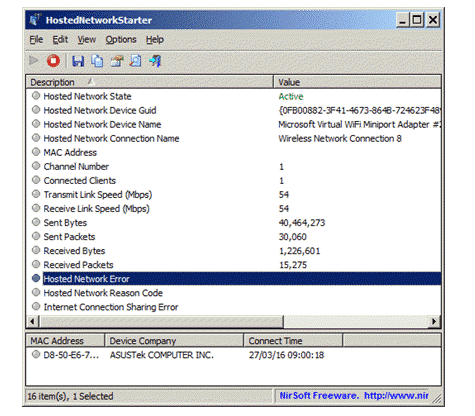 HostedNetworkStarter
File Edit View Options Help
Description Value
Hosted Network State Active
Hosted Network Device Guid {0FB00882-3F41-4673-864B-724623F48
Hosted Network Device Name Microsoft Virtual WiFi Miniport Adapter #2
Hosted Network Connection Name Wireless Network Connection 8
MAC Address
Channel Number 1
Connected Clients 1
Transmit Link Speed (Mbps) 54
Receive Link Speed (Mbps) 54
Sent Bytes 40,464,273
Sent Packets 30,060
Received Bytes 1,226,601
Received Packets 15,275
Hosted Network Error
Hosted Network Reason Code
Internet Connection Sharing Error
MAC Address Device Company Connect Time
D8-50-E6-7... ASUSTek COMPUTER INC. 27/03/16 09:00:18
16 item(s), 1 Selected NirSoft Freeware. http://www.nir